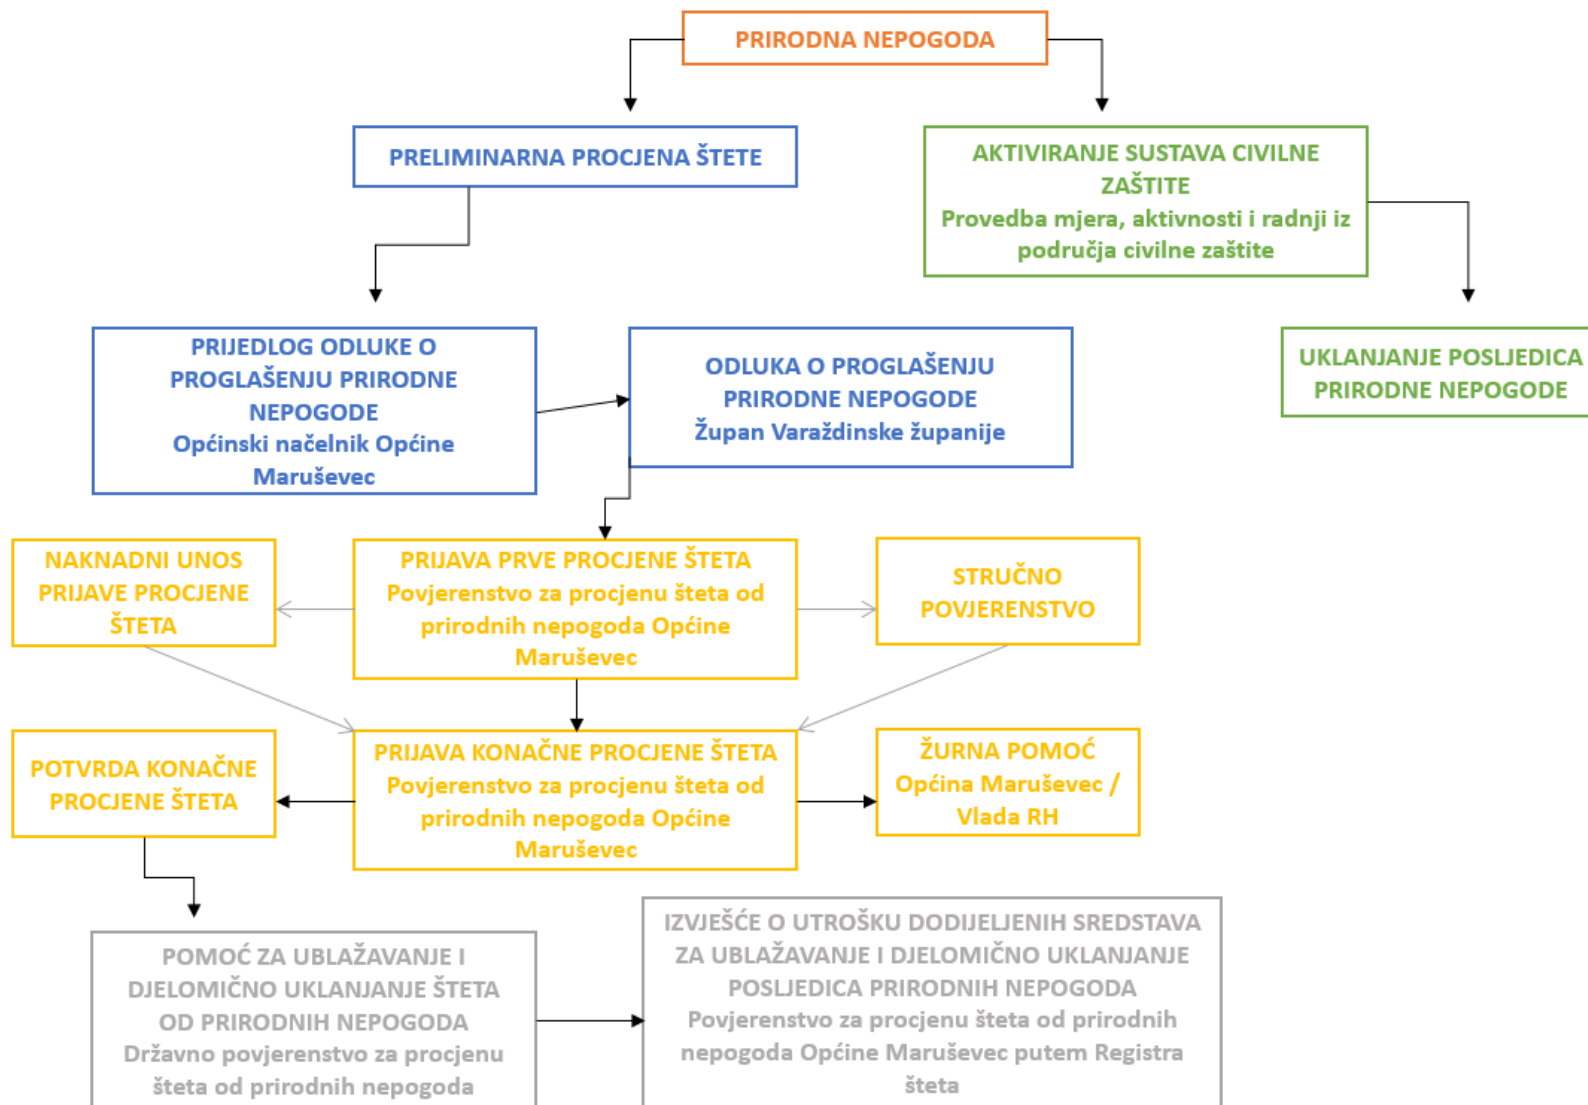 PRIRODNA NEPOGODA
PRELIMINARNA PROCJENA ŠTETE
AKTIVIRANJE SUSTAVA CIVILNE
ZAŠTITE
Provedba mjera, aktivnosti i radnji iz
područja civilne zaštite
PRIJEDLOG ODLUKE O
PROGLAŠENJU PRIRODNE
NEPOGODE
Općinski načelnik Općine
Maruševec
ODLUKA O PROGLAŠENJU
PRIRODNE NEPOGODE
Župan Varaždinske županije
UKLANJANJE POSLJEDICA
PRIRODNE NEPOGODE
NAKNADNI UNOS
PRIJAVE PROCJENE
ŠTETA
PRIJAVA PRVE PROCJENE ŠTETA
Povjerenstvo za procjenu šteta od
prirodnih nepogoda Općine
Maruševec
STRUČNO
POVJERENSTVO
POTVRDA KONAČNE
PROCJENE ŠTETA
PRIJAVA KONAČNE PROCJENE ŠTETA
Povjerenstvo za procjenu šteta od
prirodnih nepogoda Općine
Maruševec
ŽURNA POMOĆ
Općina Maruševec /
Vlada RH
POMOĆ ZA UBLAŽAVANJE I
DJELOMIČNO UKLANJANJE ŠTETA
OD PRIRODNIH NEPOGODA
Državno povjerenstvo za procjenu
šteta od prirodnih nepogoda
IZVJEŠĆE O UTROŠKU DODIJELJENIH SREDSTAVA
ZA UBLAŽAVANJE I DJELOMIČNO UKLANJANJE
POSLJEDICA PRIRODNIH NEPOGODA
Povjerenstvo za procjenu šteta od prirodnih
nepogoda Općine Maruševec putem Registra
šteta